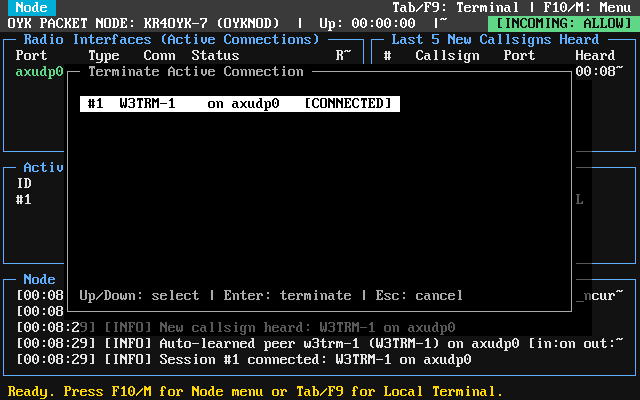 Node Tab/F9: Terminal | F10/M: Menu
OYK PACKET NODE: KR4OYK-7 (OYKNOD) | Up: 00:00:00 |~ [INCOMING: ALLOW]
Radio Interfaces (Active Connections) Last 5 New Callsigns Heard
Port Type Conn Status R~ # Callsign Port Heard
axudp0 00:08~
Terminate Active Connection
#1 W3TRM-1 on axudp0 [CONNECTED]
Activ
ID
#1 L
Up/Down: select | Enter: terminate | Esc: cancel
Node
[00:08 _ncur~
[00:08
[00:08:29] [INFO] New callsign heard: W3TRM-1 on axudp0
[00:08:29] [INFO] Auto-learned peer w3trm-1 (W3TRM-1) on axudp0 [in:on out:~
[00:08:29] [INFO] Session #1 connected: W3TRM-1 on axudp0
Ready. Press F10/M for Node menu or Tab/F9 for Local Terminal.